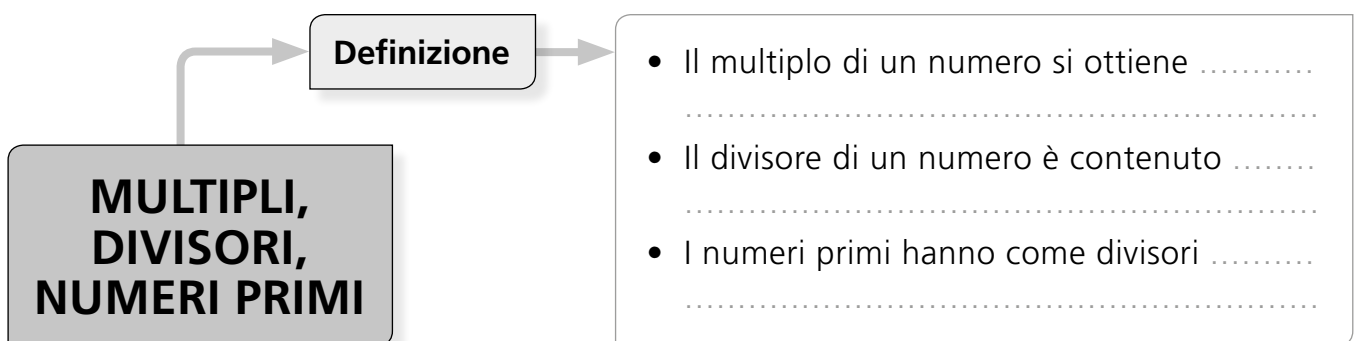 Definizione
• Il multiplo di un numero si ottiene ...........
............................................................
• Il divisore di un numero è contenuto ........
............................................................
• I numeri primi hanno come divisori ..........
............................................................
MULTIPLI,
DIVISORI,
NUMERI PRIMI